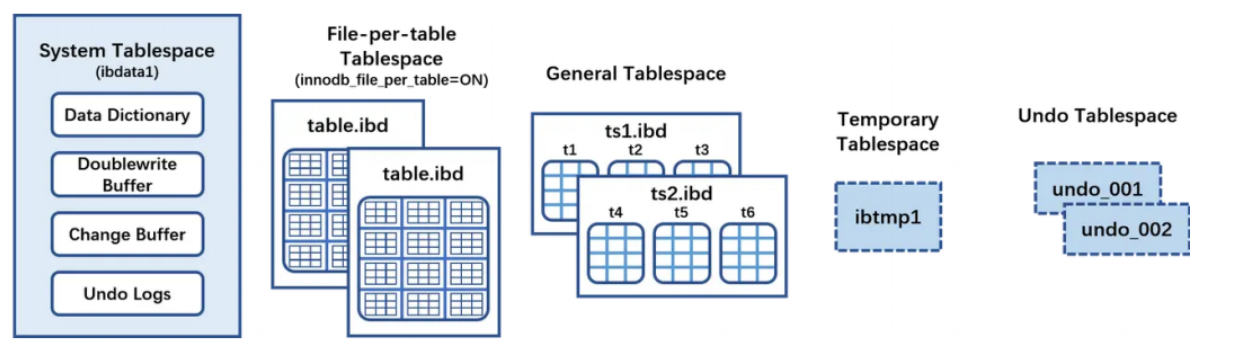 System Tablespace
(ibdata1)
Data Dictionary
Doublewrite
Buffer
Change Buffer
Undo Logs
File-per-table
Tablespace
(innodb_file_per_table=ON)
table.ibd
table.ibd
General Tablespace
ts1.ibd
t1 t2 t3
ts2.ibd
t4 t5 t6
Temporary
Tablespace
ibtmp1
Undo Tablespace
undo_001
undo_002